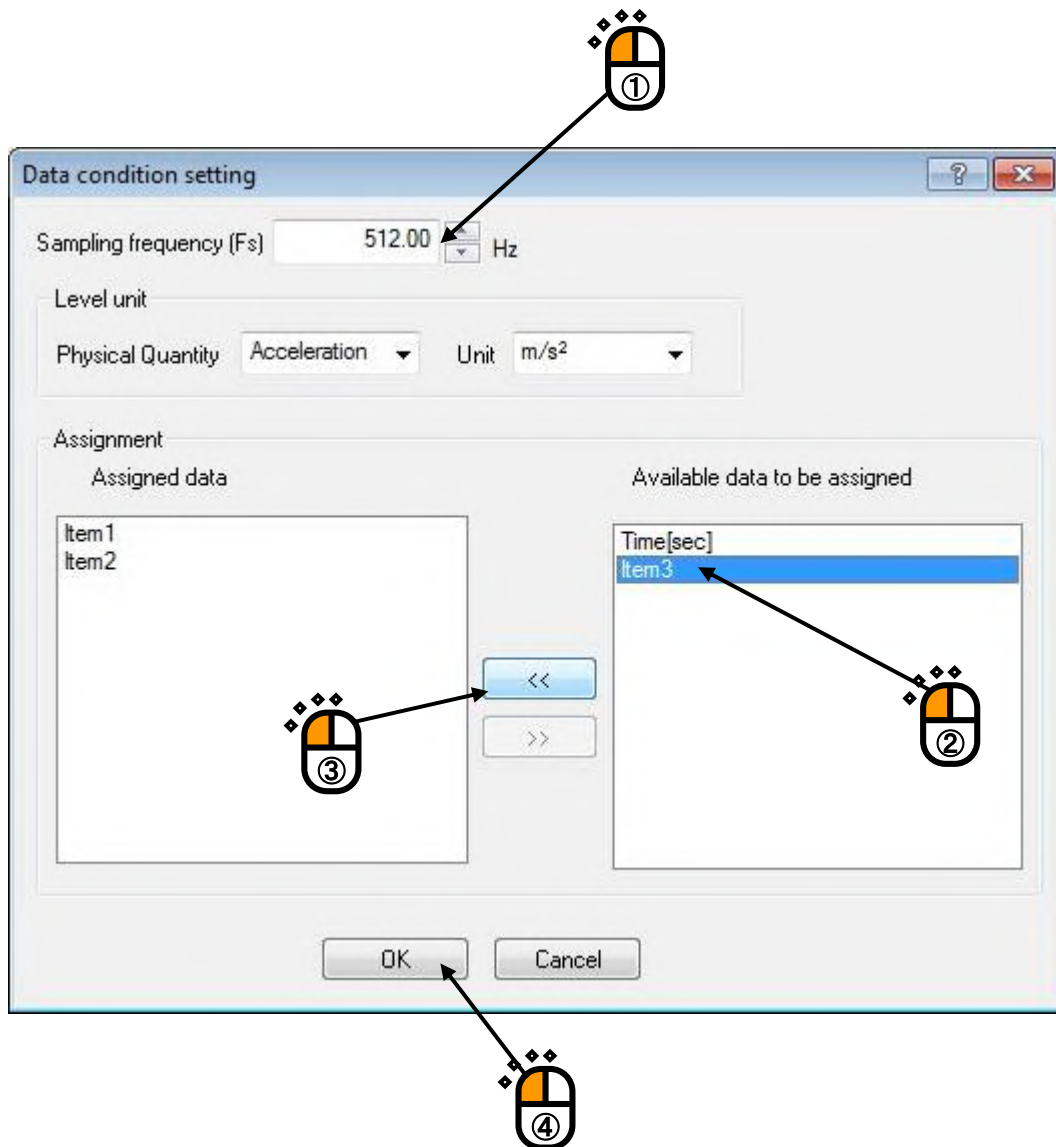 ①
Data condition setting
Sampling frequency (Fs) 512.00 Hz
Level unit
Physical Quantity Acceleration Unit m/s²
Assignment
Assigned data
Available data to be assigned
Item1
Item2
Time[sec]
Item3
<<
>>
②
③
OK Cancel
④